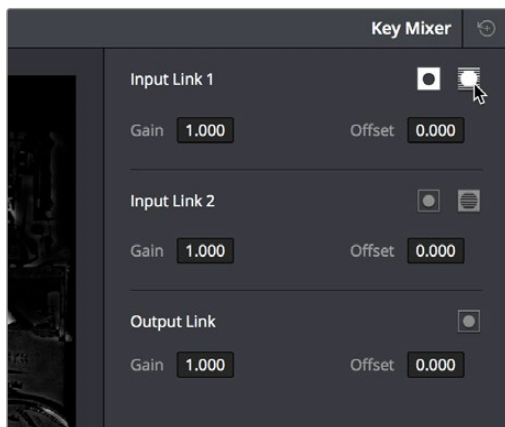 Key Mixer
Input Link 1
Gain 1.000 Offset 0.000
Input Link 2
Gain 1.000 Offset 0.000
Output Link
Gain 1.000 Offset 0.000